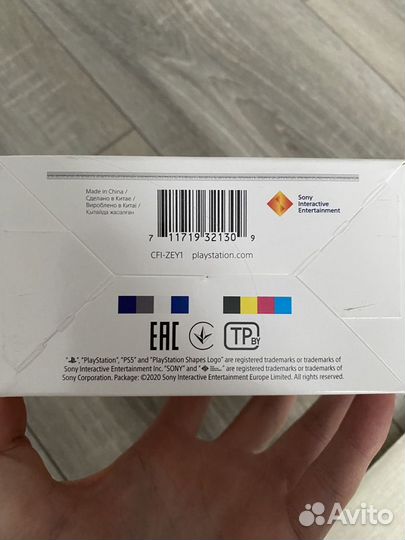 Made in China /
Сделано в Китае /
Вироблено в Китаї /
Кытайда жасалган
7 11719 32130 9
Sony
Interactive
Entertainment
CFI-ZEY1 playstation.com
EAC TP BY
" ", "PlayStation", "PS5" and "PlayStation Shapes Logo" are registered trademarks or trademarks of
Sony Interactive Entertainment Inc. "SONY" and " " are registered trademarks or trademarks of
Sony Corporation. Package: ©2020 Sony Interactive Entertainment Europe Limited. All rights reserved.
Avito